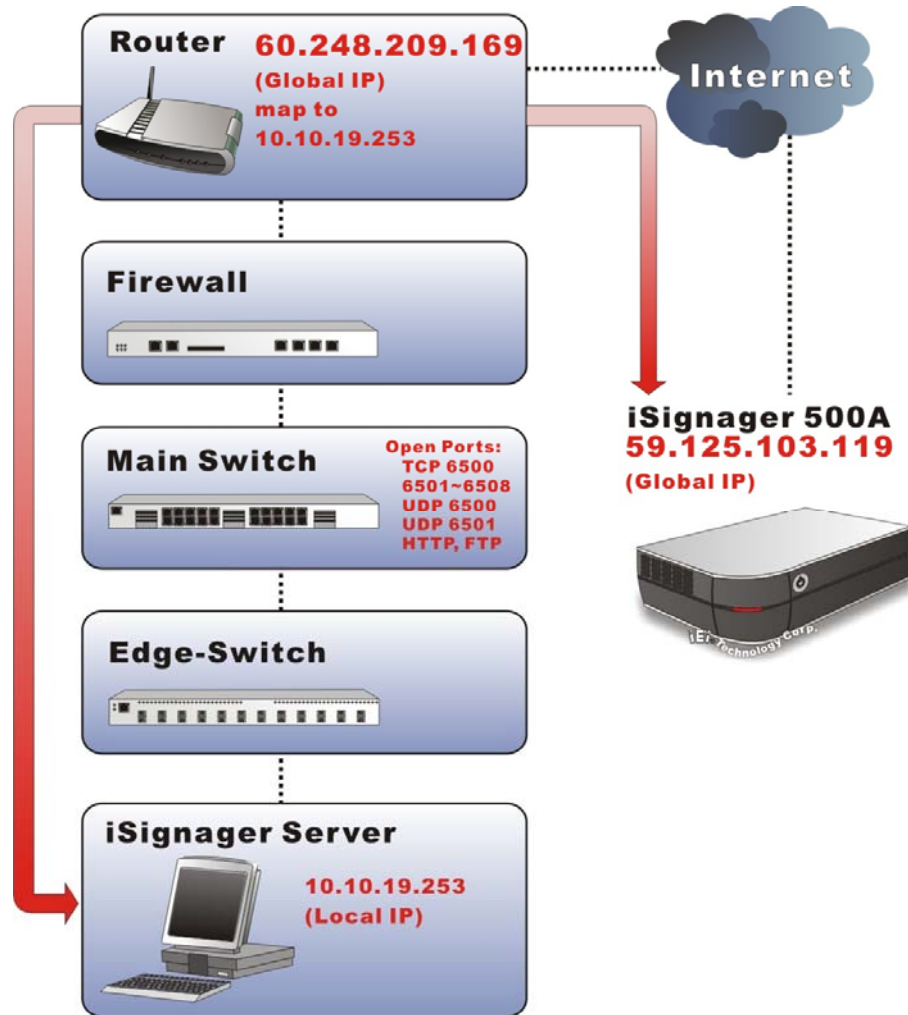 Router
60.248.209.169
(Global IP)
map to
10.10.19.253
Internet
Firewall
Main Switch
Open Ports:
TCP 6500
6501~6508
UDP 6500
UDP 6501
HTTP, FTP
iSignager 500A
59.125.103.119
(Global IP)
iEi Technology Corp.
Edge-Switch
iSignager Server
10.10.19.253
(Local IP)